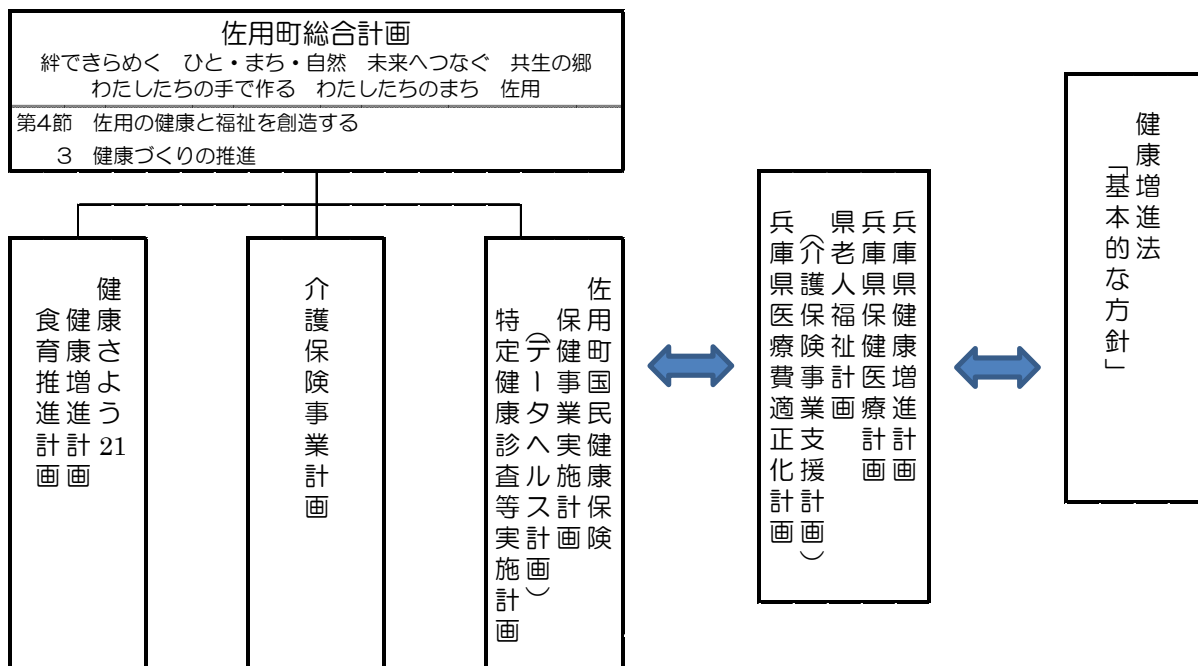 佐用町総合計画
絆できらめく　ひと・まち・自然　未来へつなぐ　共生の郷
わたしたちの手で作る　わたしたちのまち　佐用
第4節　佐用の健康と福祉を創造する
３　健康づくりの推進
健康さよう21
健康増進計画
食育推進計画
介護保険事業計画
佐用町国民健康保険
保健事業実施計画
（データヘルス計画）
特定健康診査等実施計画
兵庫県健康増進計画
兵庫県保健医療計画
県老人福祉計画
（介護保険事業支援計画）
兵庫県医療費適正化計画
健康増進法
「基本的な方針」